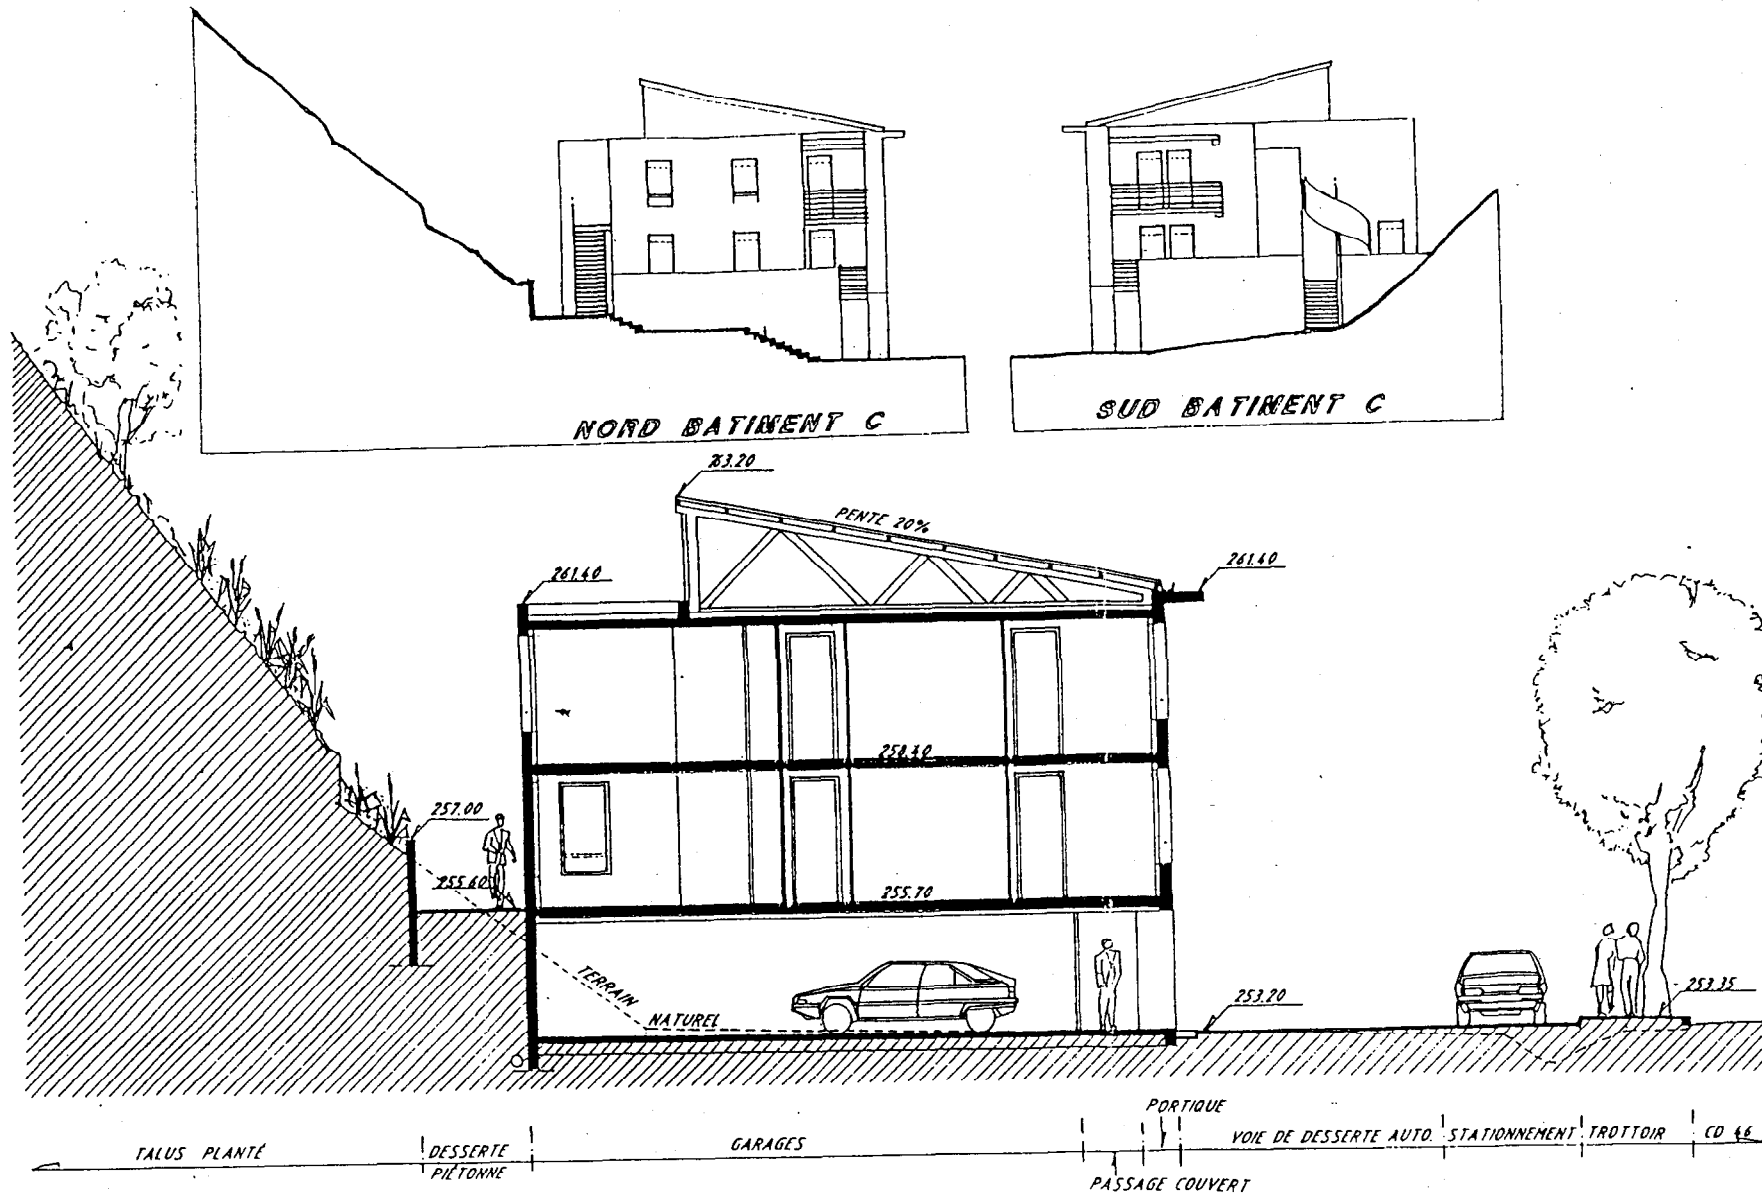 NORD BATIMENT C
SUD BATIMENT C
263.20
PENTE 20%
261.40
261.40
258.40
257.00
255.60
255.70
TERRAIN
NATUREL
253.20
253.35
PORTIQUE
TALUS PLANTÉ
DESSERTE
PIÉTONNE
GARAGES
VOIE DE DESSERTE AUTO.
STATIONNEMENT
TROTTOIR
CD 46
PASSAGE COUVERT